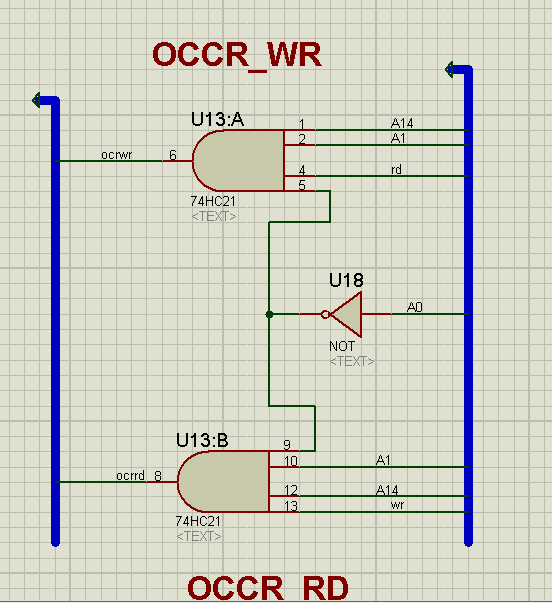 OCCR_WR
U13:A
1
A14
2
A1
ocrwr
6
4
rd
5
74HC21
<TEXT>
U18
A0
NOT
<TEXT>
U13:B
9
10
A1
ocrrd
8
12
A14
13
wr
74HC21
<TEXT>
OCCR_RD